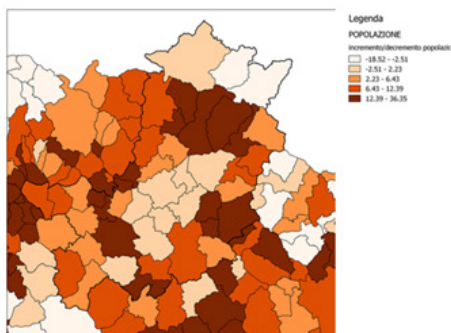 Legenda
POPOLAZIONE
incremento/decremento popolazio
-18.52 - -2.51
-2.51 - 2.23
2.23 - 6.43
6.43 - 12.39
12.39 - 36.35